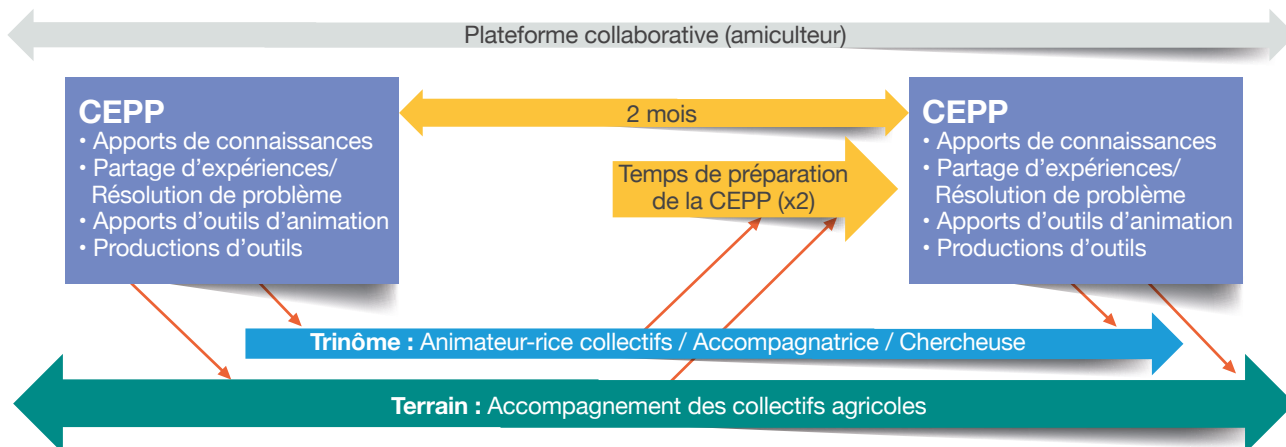 Plateforme collaborative (amiculteur)
CEPP
• Apports de connaissances
• Partage d'expériences/
Résolution de problème
• Apports d'outils d'animation
• Productions d'outils
2 mois
Temps de préparation
de la CEPP (x2)
CEPP
• Apports de connaissances
• Partage d'expériences/
Résolution de problème
• Apports d'outils d'animation
• Productions d'outils
Trinôme : Animateur-rice collectifs / Accompagnatrice / Chercheuse
Terrain : Accompagnement des collectifs agricoles